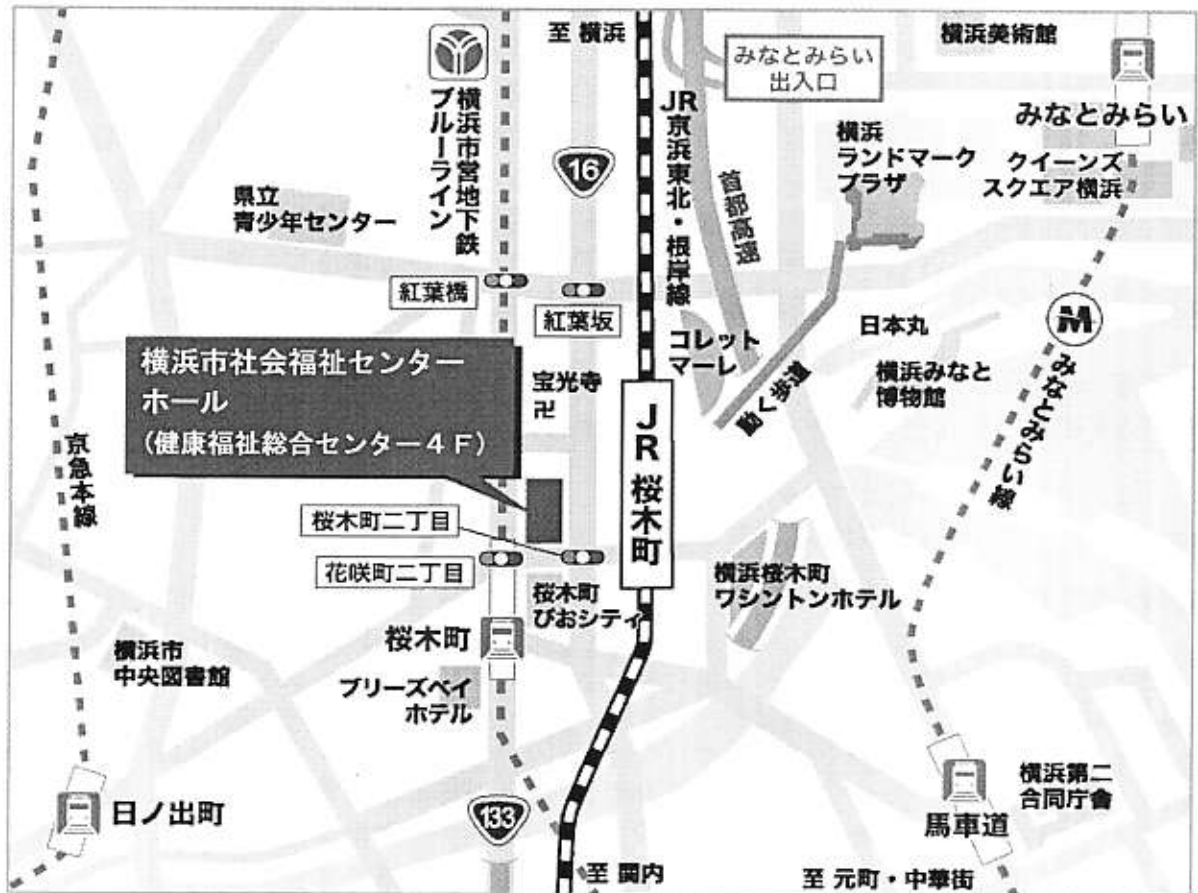 至 横浜
みなとみらい
出入口
横浜美術館
みなとみらい
横浜市営地下鉄
ブルーライン
16
JR京浜東北・根岸線
首都高速
横浜
ランドマーク
プラザ
クイーンズ
スクエア横浜
県立
青少年センター
紅葉橋
紅葉坂
コレット
マーレ
日本丸
横浜みなと
博物館
動く歩道
M
みなとみらい線
横浜市社会福祉センター
ホール
(健康福祉総合センター4F)
宝光寺
卍
JR桜木町
京急本線
桜木町二丁目
花咲町二丁目
桜木町
ぴおシティ
横浜桜木町
ワシントンホテル
桜木町
横浜市
中央図書館
ブリーズベイ
ホテル
日ノ出町
133
馬車道
横浜第二
合同庁舎
至 関内
至 元町・中華街